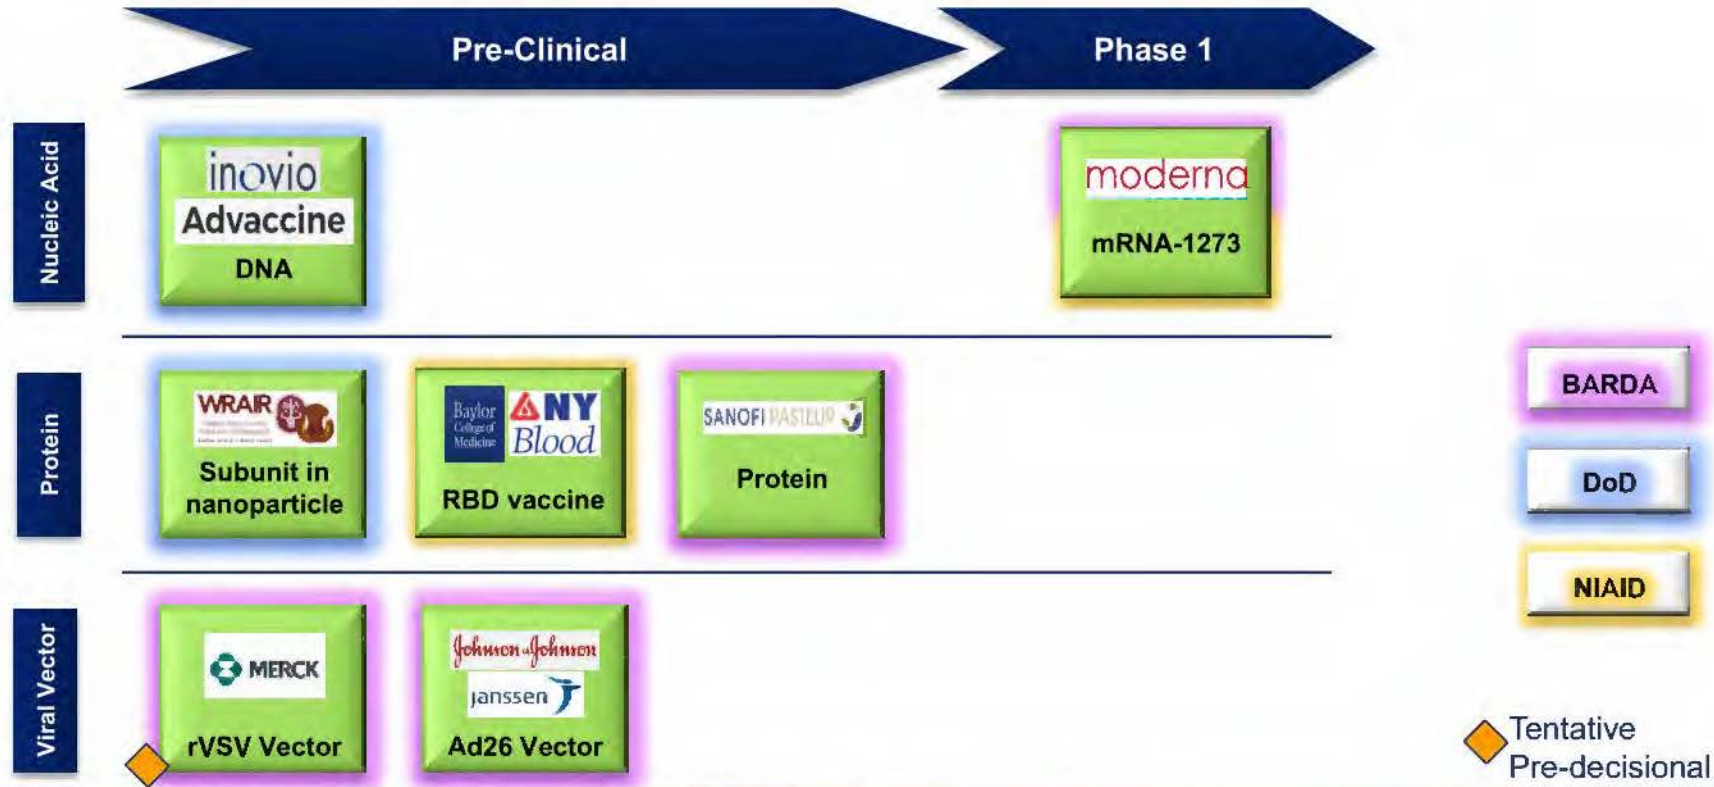 Pre-Clinical
Phase 1
Nucleic Acid
inovio
Advaccine
DNA
moderna
mRNA-1273
Protein
WRAIR
Subunit in
nanoparticle
Baylor
College of
Medicine
NY
Blood
RBD vaccine
SANOFI PASTEUR
Protein
BARDA
DoD
NIAID
Viral Vector
MERCK
rVSV Vector
Johnson & Johnson
janssen
Ad26 Vector
Tentative
Pre-decisional